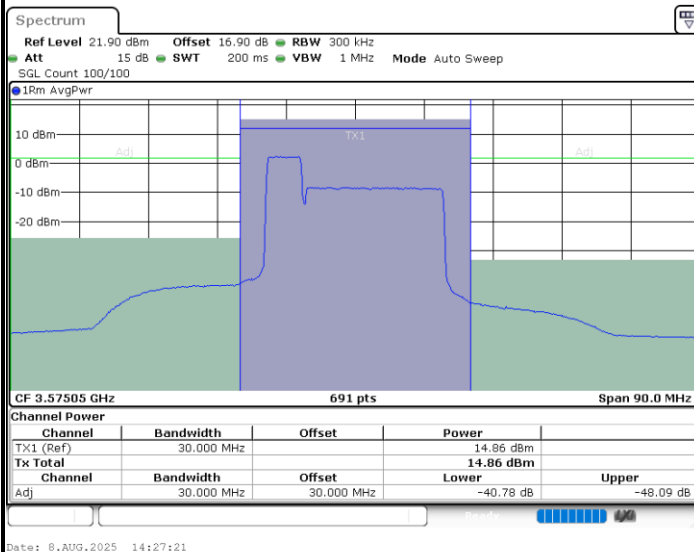 Spectrum
Ref Level 21.90 dBm Offset 16.90 dB RBW 300 kHz
Att 15 dB SWT 200 ms VBW 1 MHz Mode Auto Sweep
SGL Count 100/100
1Rm AvgPwr
10 dBm
TX1
Adj Adj
0 dBm
-10 dBm
-20 dBm
CF 3.57505 GHz 691 pts Span 90.0 MHz
Channel Power
Channel Bandwidth Offset Power
TX1 (Ref) 30.000 MHz 14.86 dBm
Tx Total 14.86 dBm
Channel Bandwidth Offset Lower Upper
Adj 30.000 MHz 30.000 MHz -40.78 dB -48.09 dB
Ready
Date: 8.AUG.2025 14:27:21